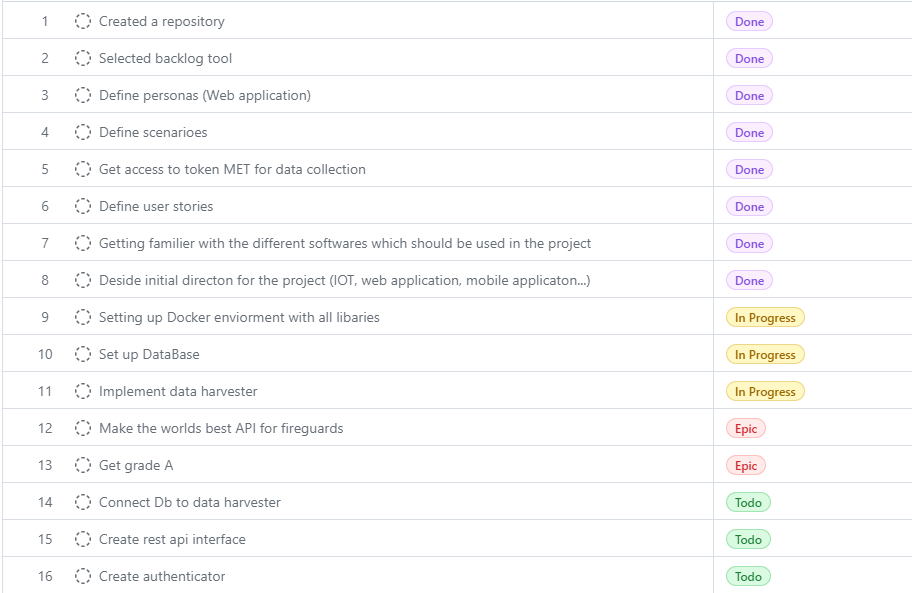 1 Created a repository Done
2 Selected backlog tool Done
3 Define personas (Web application) Done
4 Define scenarioes Done
5 Get access to token MET for data collection Done
6 Define user stories Done
7 Getting familier with the different softwares which should be used in the project Done
8 Deside initial directon for the project (IOT, web application, mobile applicaton...) Done
9 Setting up Docker enviorment with all libaries In Progress
10 Set up DataBase In Progress
11 Implement data harvester In Progress
12 Make the worlds best API for fireguards Epic
13 Get grade A Epic
14 Connect Db to data harvester Todo
15 Create rest api interface Todo
16 Create authenticator Todo